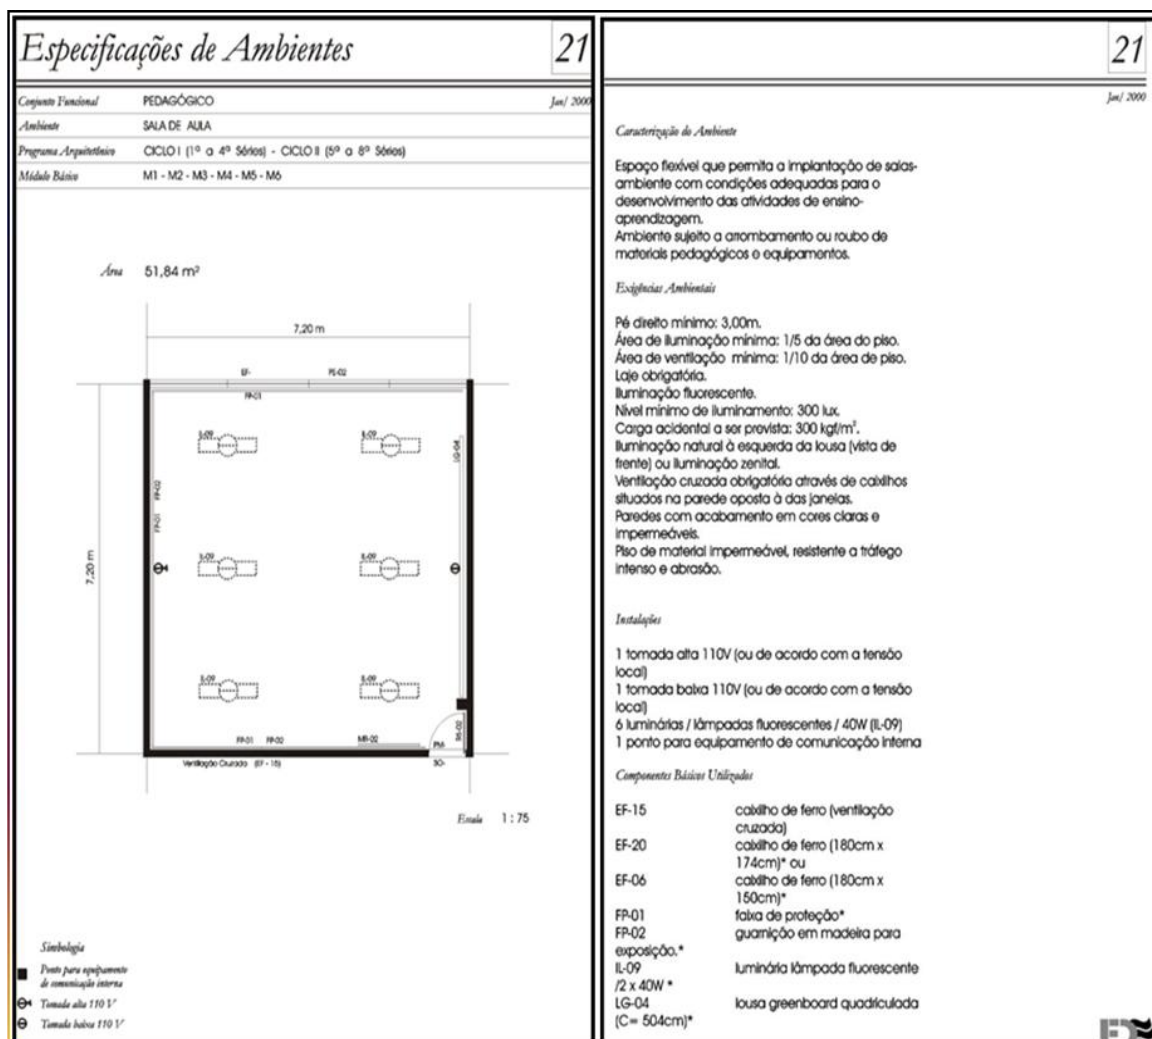 Especificações de Ambientes
21
Conjunto Funcional PEDAGÓGICO Jan/ 2000
Ambiente SALA DE AULA
Programa Arquitetônico CICLO I (1ª a 4ª Séries) - CICLO II (5ª a 8ª Séries)
Módulo Básico M1 - M2 - M3 - M4 - M5 - M6
Área 51,84 m²
7,20 m
EF- PE-02
FP-01
IL-09 IL-09
LG-04
FP-02
FP-01
7,20 m
IL-09 IL-09
IL-09 IL-09
FP-01 FP-02 MR-02
PM-
SO-
Ventilação Cruzada (EF - 15)
Escala 1 : 75
Simbologia
Ponto para equipamento
de comunicação interna
Tomada alta 110 V
Tomada baixa 110 V
21
Jan/ 2000
Caracterização do Ambiente
Espaço flexível que permita a implantação de salas-
ambiente com condições adequadas para o
desenvolvimento das atividades de ensino-
aprendizagem.
Ambiente sujeito a arrombamento ou roubo de
materiais pedagógicos e equipamentos.
Exigências Ambientais
Pé direito mínimo: 3,00m.
Área de iluminação mínima: 1/5 da área do piso.
Área de ventilação mínima: 1/10 da área de piso.
Laje obrigatória.
Iluminação fluorescente.
Nível mínimo de iluminamento: 300 lux.
Carga acidental a ser prevista: 300 kgf/m².
Iluminação natural à esquerda da lousa (vista de
frente) ou iluminação zenital.
Ventilação cruzada obrigatória através de caixilhos
situados na parede oposta à das janelas.
Paredes com acabamento em cores claras e
impermeáveis.
Piso de material impermeável, resistente a tráfego
intenso e abrasão.
Instalações
1 tomada alta 110V (ou de acordo com a tensão
local)
1 tomada baixa 110V (ou de acordo com a tensão
local)
6 luminárias / lâmpadas fluorescentes / 40W (IL-09)
1 ponto para equipamento de comunicação interna
Componentes Básicos Utilizados
EF-15 caixilho de ferro (ventilação
cruzada)
EF-20 caixilho de ferro (180cm x
174cm)* ou
EF-06 caixilho de ferro (180cm x
150cm)*
FP-01 faixa de proteção*
FP-02 guarnição em madeira para
exposição.*
IL-09 luminária lâmpada fluorescente
/2 x 40W *
LG-04 lousa greenboard quadriculada
(C= 504cm)*